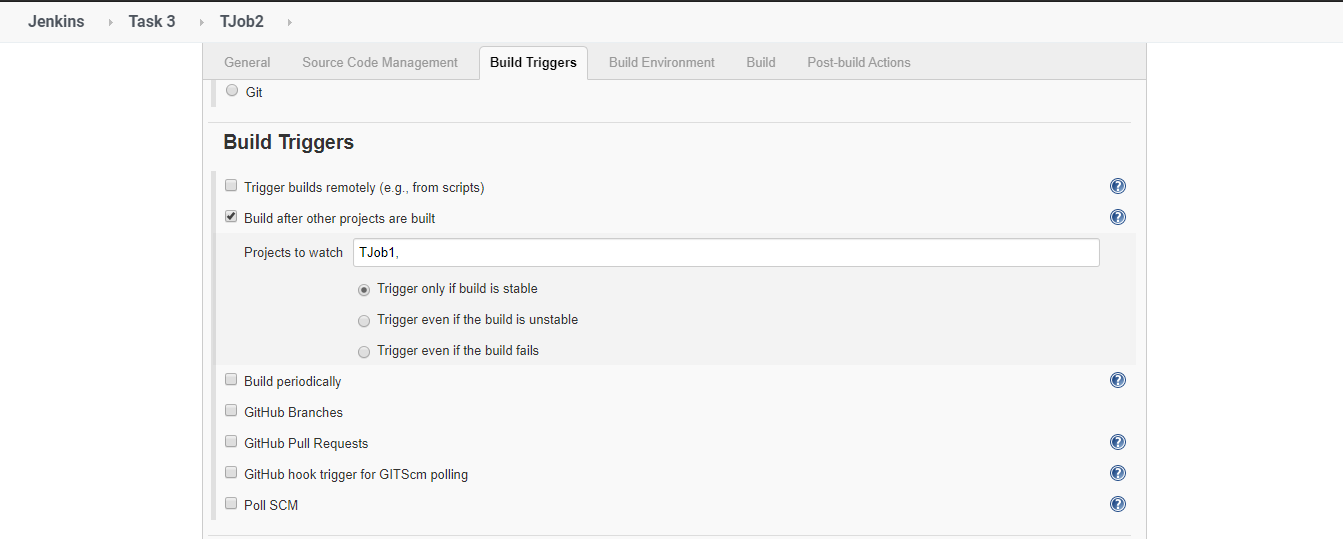 Jenkins Task 3 TJob2
General Source Code Management Build Triggers Build Environment Build Post-build Actions
Git
Build Triggers
Trigger builds remotely (e.g., from scripts)
Build after other projects are built
Projects to watch TJob1,
Trigger only if build is stable
Trigger even if the build is unstable
Trigger even if the build fails
Build periodically
GitHub Branches
GitHub Pull Requests
GitHub hook trigger for GITScm polling
Poll SCM